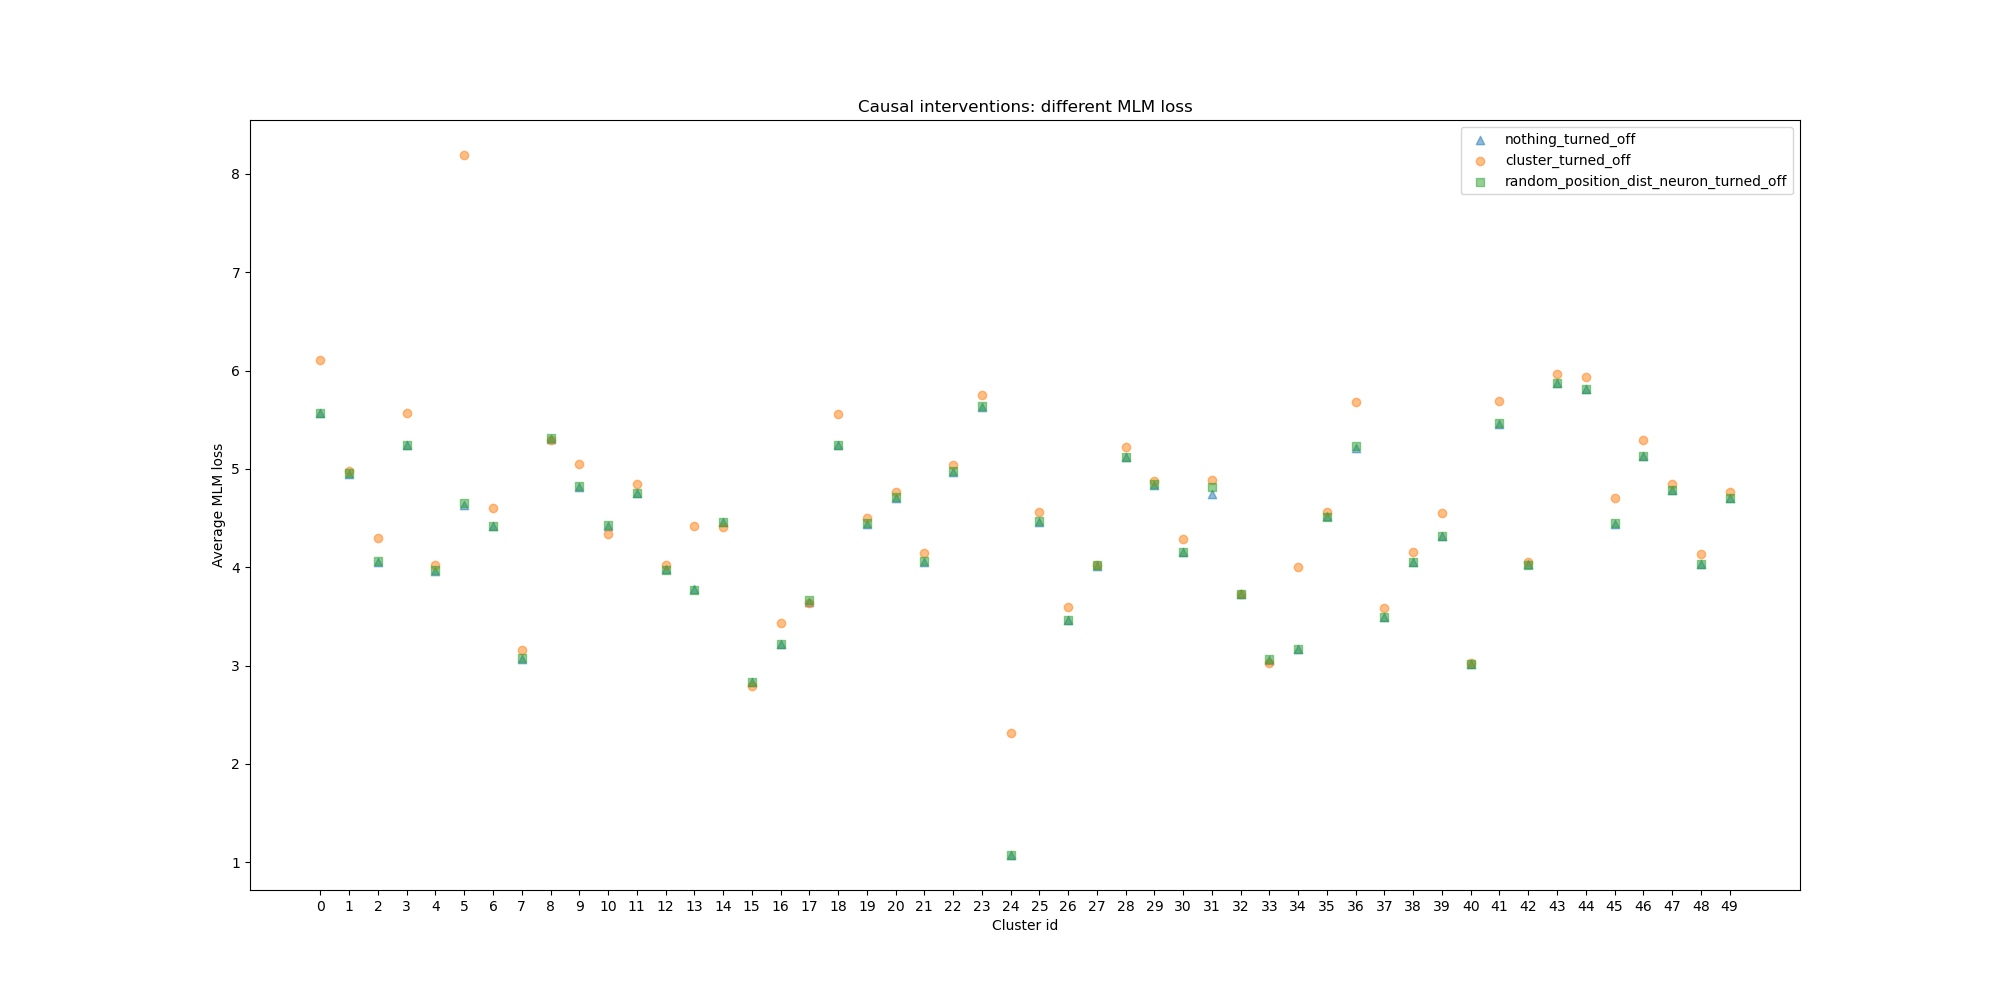 Causal interventions: different MLM loss
nothing_turned_off
cluster_turned_off
random_position_dist_neuron_turned_off
Average MLM loss
8
7
6
5
4
3
2
1
0 1 2 3 4 5 6 7 8 9 10 11 12 13 14 15 16 17 18 19 20 21 22 23 24 25 26 27 28 29 30 31 32 33 34 35 36 37 38 39 40 41 42 43 44 45 46 47 48 49
Cluster id